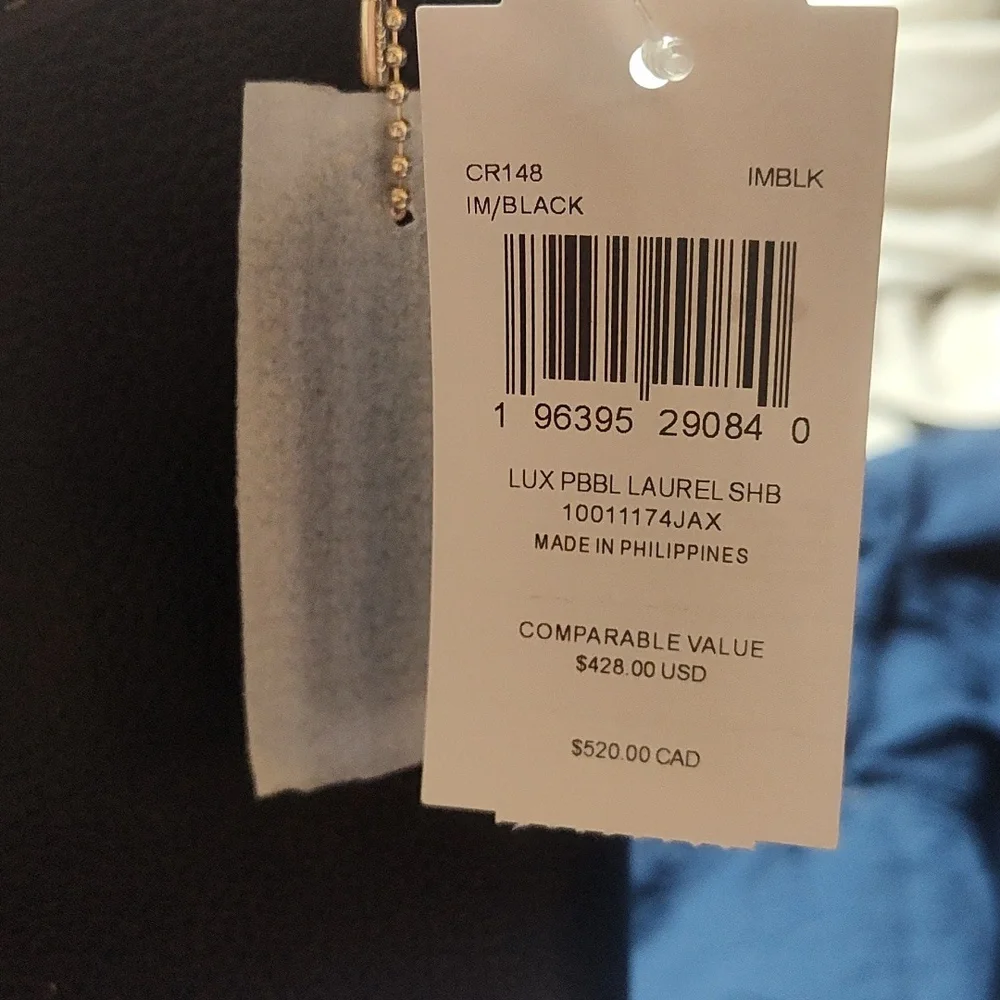 CR148 IMBLK
IM/BLACK
1 96395 29084 0
LUX PBBL LAUREL SHB
10011174JAX
MADE IN PHILIPPINES
COMPARABLE VALUE
$428.00 USD
$520.00 CAD